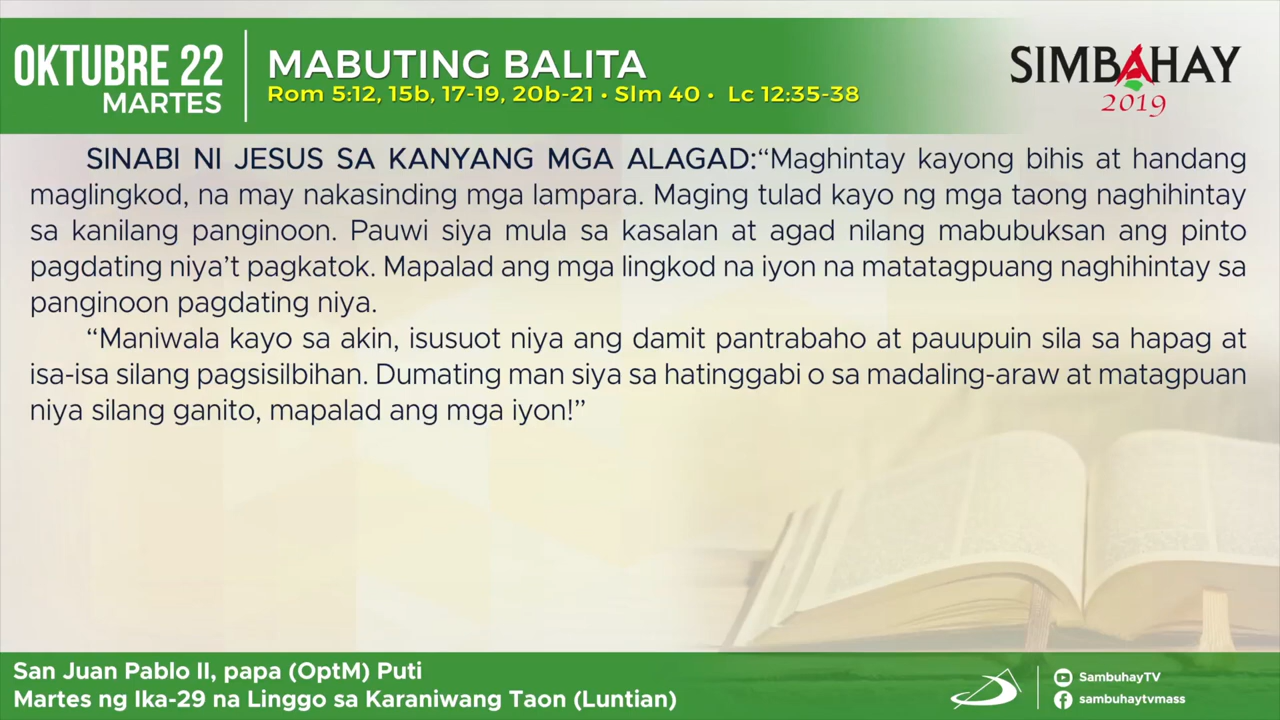 OKTUBRE 22
MARTES
MABUTING BALITA
Rom 5:12, 15b, 17-19, 20b-21 • Slm 40 • Lc 12:35-38
SIMBAHAY
2019
SINABI NI JESUS SA KANYANG MGA ALAGAD:“Maghintay kayong bihis at handang
maglingkod, na may nakasinding mga lampara. Maging tulad kayo ng mga taong naghihintay
sa kanilang panginoon. Pauwi siya mula sa kasalan at agad nilang mabubuksan ang pinto
pagdating niya’t pagkatok. Mapalad ang mga lingkod na iyon na matatagpuang naghihintay sa
panginoon pagdating niya.
“Maniwala kayo sa akin, isusuot niya ang damit pantrabaho at pauupuin sila sa hapag at
isa-isa silang pagsisilbihan. Dumating man siya sa hatinggabi o sa madaling-araw at matagpuan
niya silang ganito, mapalad ang mga iyon!”
San Juan Pablo II, papa (OptM) Puti
Martes ng Ika-29 na Linggo sa Karaniwang Taon (Luntian)
SambuhayTV
sambuhaytvmass